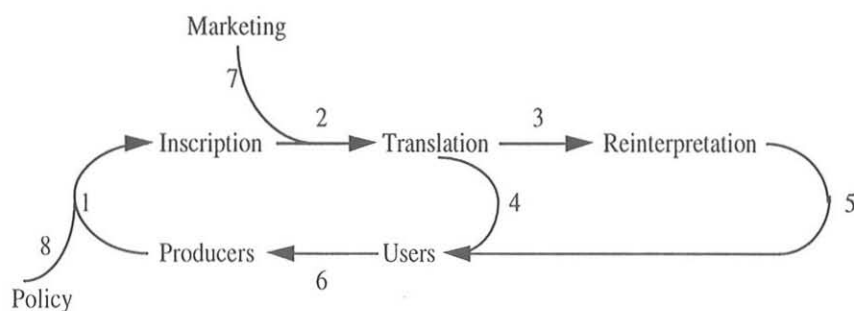 Marketing
7
2
3
Inscription
Translation
Reinterpretation
1
4
5
8
Producers
Users
6
Policy